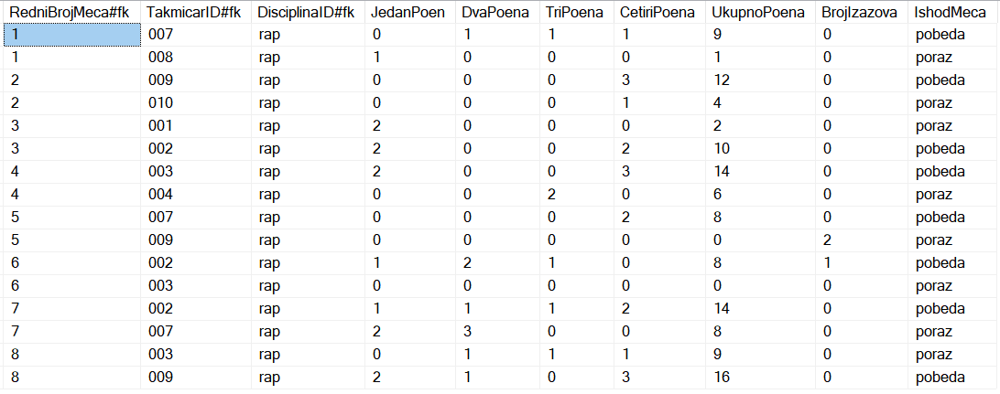 RedniBrojMeca#fk TakmicarID#fk DisciplinaID#fk JedanPoen DvaPoena TriPoena CetiriPoena UkupnoPoena BrojIzazova IshodMeca
1 007 rap 0 1 1 1 9 0 pobeda
1 008 rap 1 0 0 0 1 0 poraz
2 009 rap 0 0 0 3 12 0 pobeda
2 010 rap 0 0 0 1 4 0 poraz
3 001 rap 2 0 0 0 2 0 poraz
3 002 rap 2 0 0 2 10 0 pobeda
4 003 rap 2 0 0 3 14 0 pobeda
4 004 rap 0 0 2 0 6 0 poraz
5 007 rap 0 0 0 2 8 0 pobeda
5 009 rap 0 0 0 0 0 2 poraz
6 002 rap 1 2 1 0 8 1 pobeda
6 003 rap 0 0 0 0 0 0 poraz
7 002 rap 1 1 1 2 14 0 pobeda
7 007 rap 2 3 0 0 8 0 poraz
8 003 rap 0 1 1 1 9 0 poraz
8 009 rap 2 1 0 3 16 0 pobeda